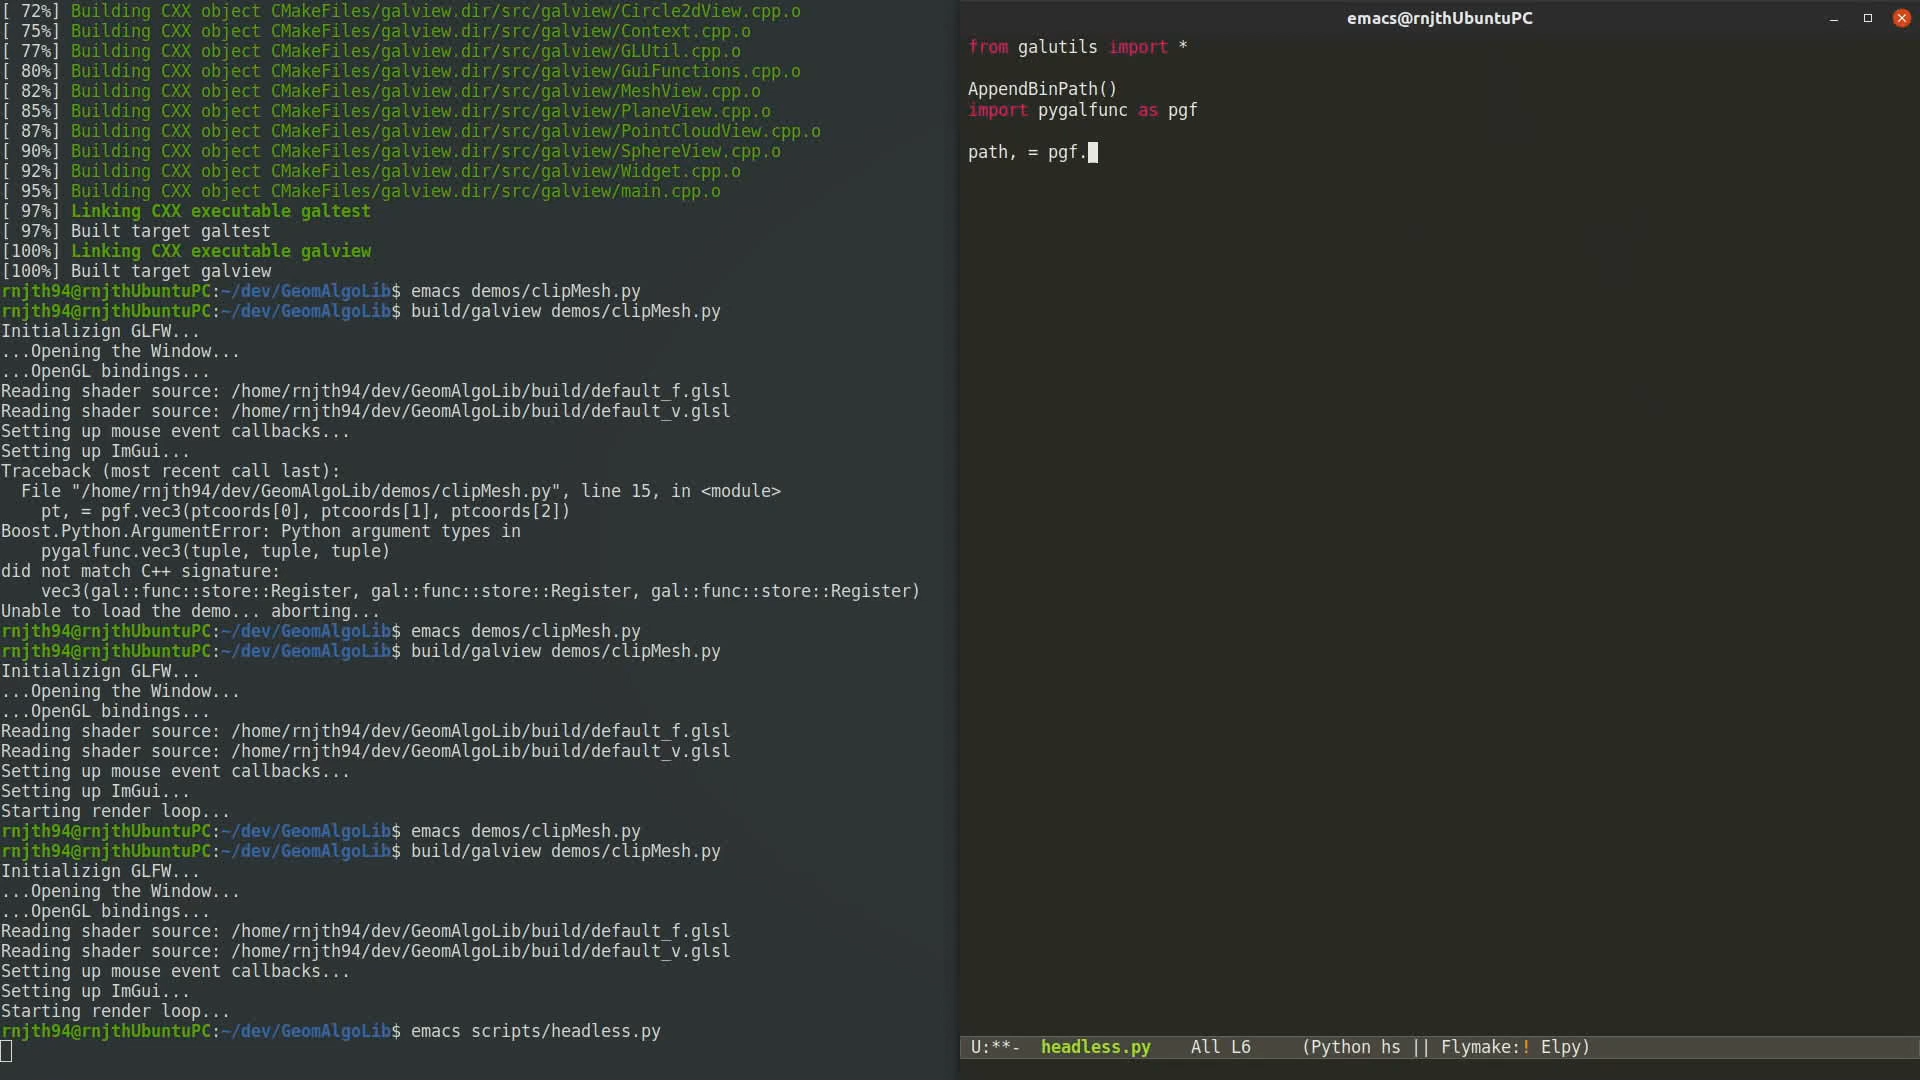 [ 72%] Building CXX object CMakeFiles/galview.dir/src/galview/Circle2dView.cpp.o
[ 75%] Building CXX object CMakeFiles/galview.dir/src/galview/Context.cpp.o
[ 77%] Building CXX object CMakeFiles/galview.dir/src/galview/GLUtil.cpp.o
[ 80%] Building CXX object CMakeFiles/galview.dir/src/galview/GuiFunctions.cpp.o
[ 82%] Building CXX object CMakeFiles/galview.dir/src/galview/MeshView.cpp.o
[ 85%] Building CXX object CMakeFiles/galview.dir/src/galview/PlaneView.cpp.o
[ 87%] Building CXX object CMakeFiles/galview.dir/src/galview/PointCloudView.cpp.o
[ 90%] Building CXX object CMakeFiles/galview.dir/src/galview/SphereView.cpp.o
[ 92%] Building CXX object CMakeFiles/galview.dir/src/galview/Widget.cpp.o
[ 95%] Building CXX object CMakeFiles/galview.dir/src/galview/main.cpp.o
[ 97%] Linking CXX executable galtest
[ 97%] Built target galtest
[100%] Linking CXX executable galview
[100%] Built target galview
rnjth94@rnjthUbuntuPC:~/dev/GeomAlgoLib$ emacs demos/clipMesh.py
rnjth94@rnjthUbuntuPC:~/dev/GeomAlgoLib$ build/galview demos/clipMesh.py
Initializign GLFW...
...Opening the Window...
...OpenGL bindings...
Reading shader source: /home/rnjth94/dev/GeomAlgoLib/build/default_f.glsl
Reading shader source: /home/rnjth94/dev/GeomAlgoLib/build/default_v.glsl
Setting up mouse event callbacks...
Setting up ImGui...
Traceback (most recent call last):
  File "/home/rnjth94/dev/GeomAlgoLib/demos/clipMesh.py", line 15, in <module>
    pt, = pgf.vec3(ptcoords[0], ptcoords[1], ptcoords[2])
Boost.Python.ArgumentError: Python argument types in
    pygalfunc.vec3(tuple, tuple, tuple)
did not match C++ signature:
    vec3(gal::func::store::Register, gal::func::store::Register, gal::func::store::Register)
Unable to load the demo... aborting...
rnjth94@rnjthUbuntuPC:~/dev/GeomAlgoLib$ emacs demos/clipMesh.py
rnjth94@rnjthUbuntuPC:~/dev/GeomAlgoLib$ build/galview demos/clipMesh.py
Initializign GLFW...
...Opening the Window...
...OpenGL bindings...
Reading shader source: /home/rnjth94/dev/GeomAlgoLib/build/default_f.glsl
Reading shader source: /home/rnjth94/dev/GeomAlgoLib/build/default_v.glsl
Setting up mouse event callbacks...
Setting up ImGui...
Starting render loop...
rnjth94@rnjthUbuntuPC:~/dev/GeomAlgoLib$ emacs demos/clipMesh.py
rnjth94@rnjthUbuntuPC:~/dev/GeomAlgoLib$ build/galview demos/clipMesh.py
Initializign GLFW...
...Opening the Window...
...OpenGL bindings...
Reading shader source: /home/rnjth94/dev/GeomAlgoLib/build/default_f.glsl
Reading shader source: /home/rnjth94/dev/GeomAlgoLib/build/default_v.glsl
Setting up mouse event callbacks...
Setting up ImGui...
Starting render loop...
rnjth94@rnjthUbuntuPC:~/dev/GeomAlgoLib$ emacs scripts/headless.py
emacs@rnjthUbuntuPC
from galutils import *
AppendBinPath()
import pygalfunc as pgf
path, = pgf.
U:**-  headless.py    All L6     (Python hs || Flymake:! Elpy)